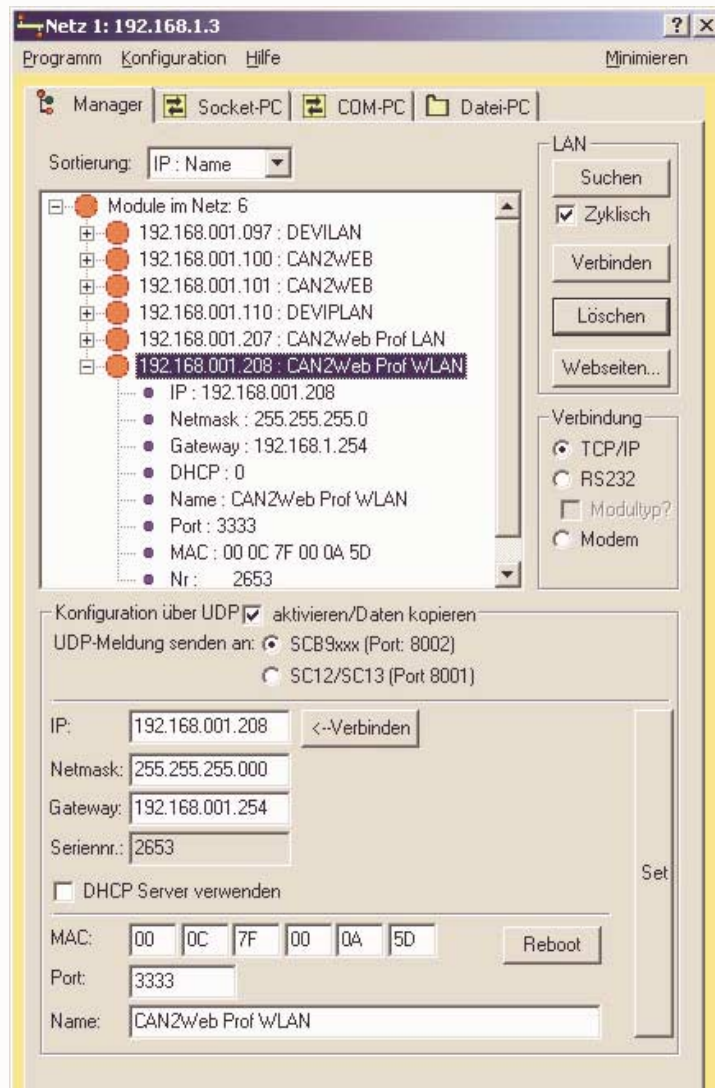 Netz 1: 192.168.1.3
Programm Konfiguration Hilfe Minimieren
Manager Socket-PC COM-PC Datei-PC
Sortierung: IP : Name
Module im Netz: 6
192.168.001.097 : DEVILAN
192.168.001.100 : CAN2WEB
192.168.001.101 : CAN2WEB
192.168.001.110 : DEVIPLAN
192.168.001.207 : CAN2Web Prof LAN
192.168.001.208 : CAN2Web Prof WLAN
IP : 192.168.001.208
Netmask : 255.255.255.0
Gateway : 192.168.1.254
DHCP : 0
Name : CAN2Web Prof WLAN
Port : 3333
MAC : 00 0C 7F 00 0A 5D
Nr : 2653
LAN
Suchen
Zyklisch
Verbinden
Löschen
Webseiten...
Verbindung
TCP/IP
RS232
Modultyp?
Modem
Konfiguration über UDP aktivieren/Daten kopieren
UDP-Meldung senden an: SCB9xxx (Port: 8002)
SC12/SC13 (Port 8001)
IP: 192.168.001.208 <--Verbinden
Netmask: 255.255.255.000
Gateway: 192.168.001.254
Seriennr.: 2653
DHCP Server verwenden
Set
MAC: 00 0C 7F 00 0A 5D Reboot
Port: 3333
Name: CAN2Web Prof WLAN